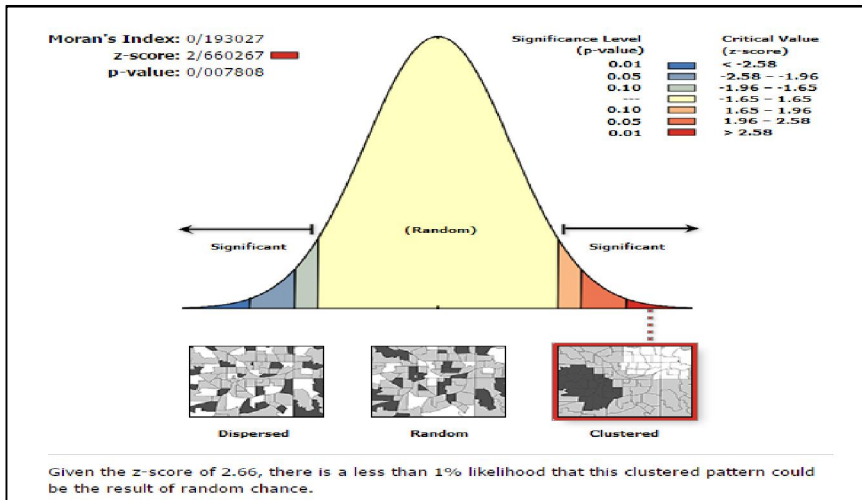 Moran's Index: 0/193027
z-score: 2/660267
p-value: 0/007808
Significance Level
(p-value)
Critical Value
(z-score)
0.01 < -2.58
0.05 -2.58 – -1.96
0.10 -1.96 – -1.65
--- -1.65 – 1.65
0.10 1.65 – 1.96
0.05 1.96 – 2.58
0.01 > 2.58
Significant
(Random)
Significant
Dispersed
Random
Clustered
Given the z-score of 2.66, there is a less than 1% likelihood that this clustered pattern could
be the result of random chance.